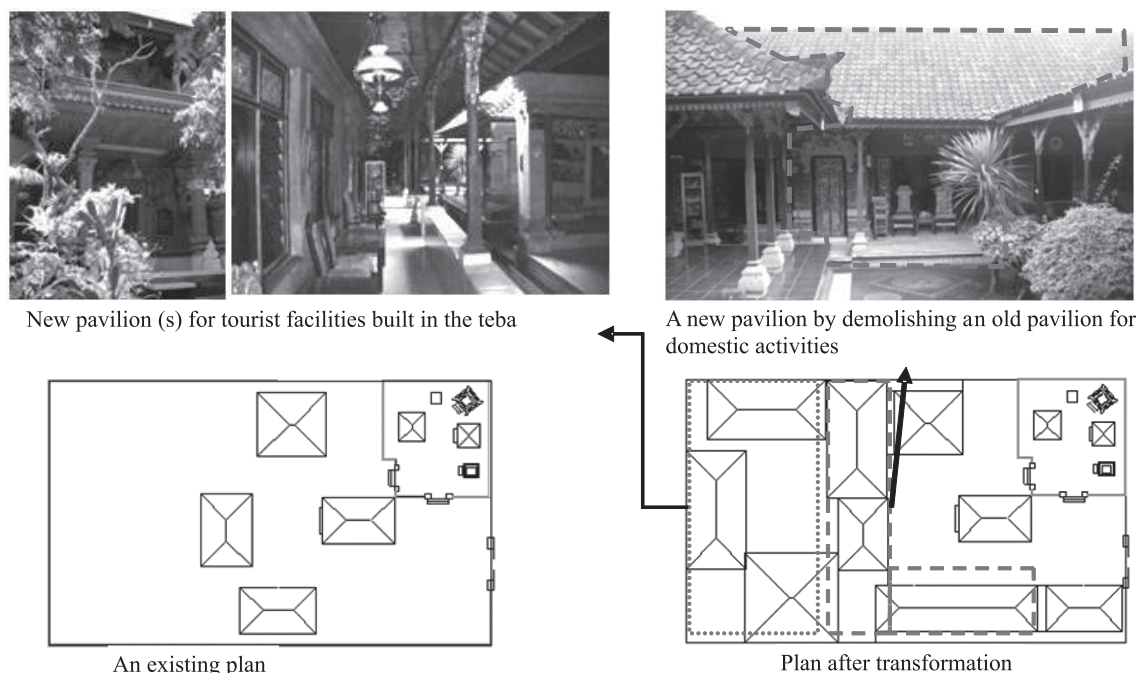 New pavilion (s) for tourist facilities built in the teba
A new pavilion by demolishing an old pavilion for
domestic activities
An existing plan
Plan after transformation